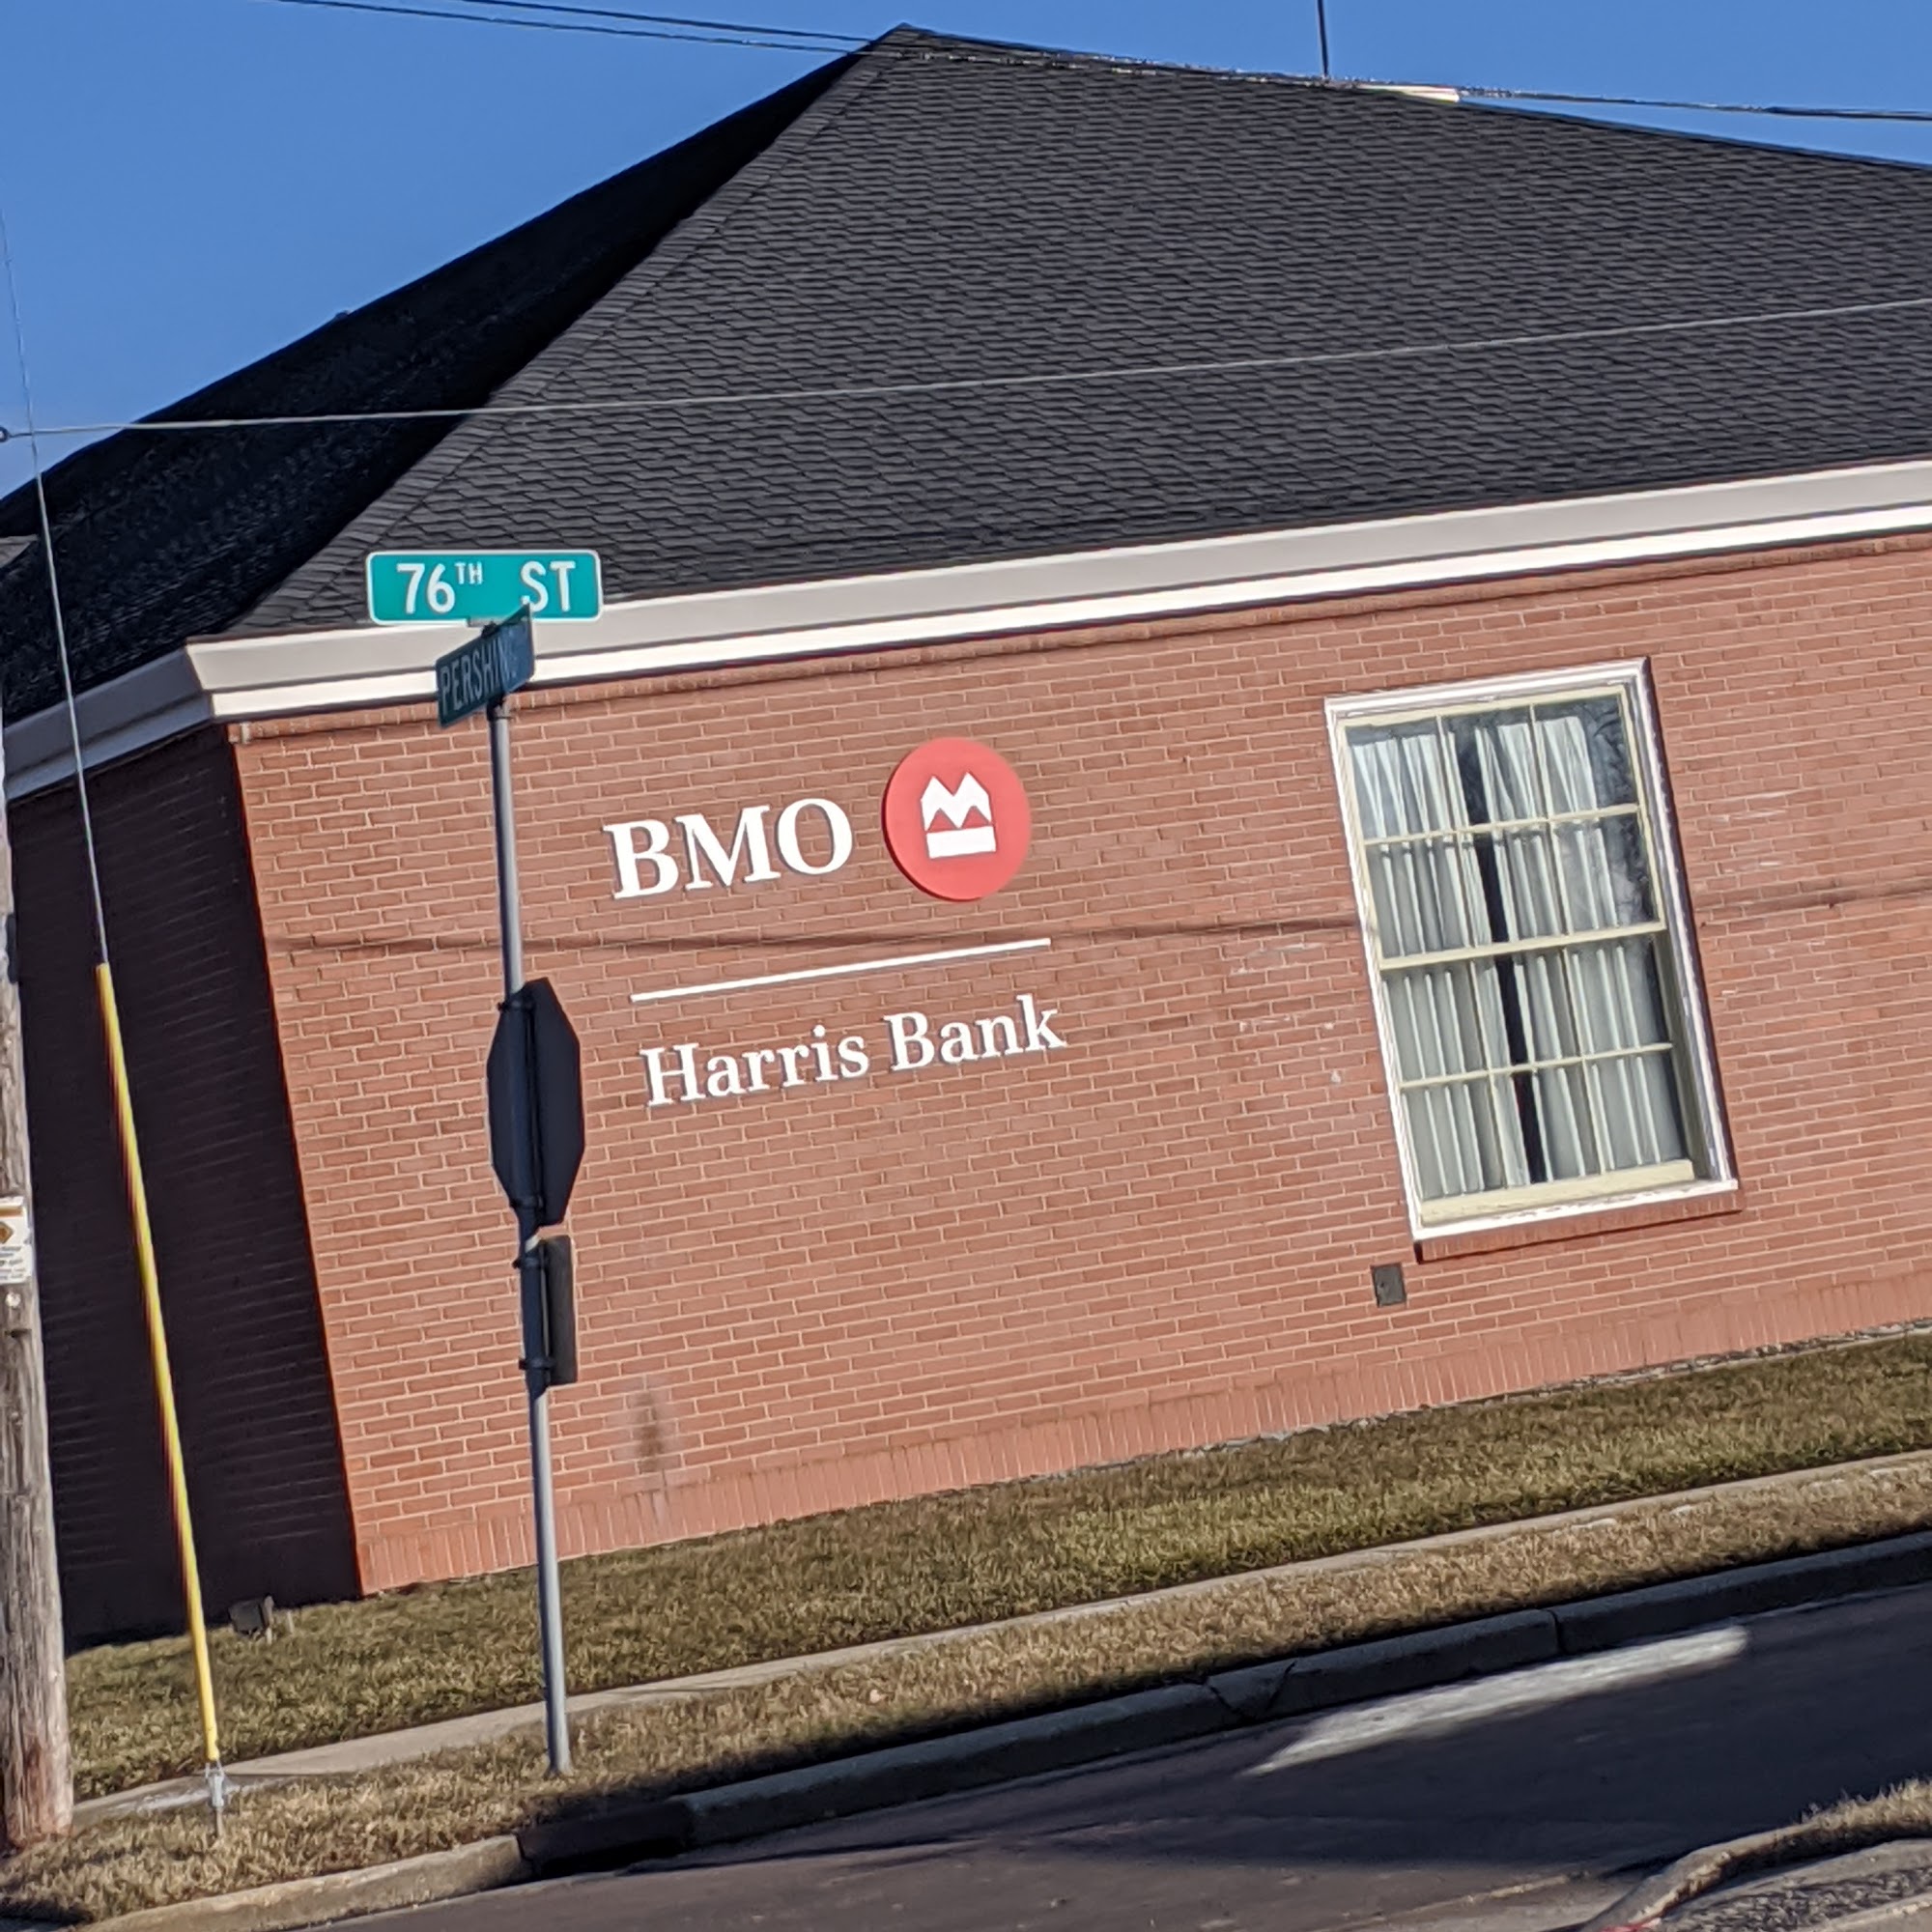 76TH ST
PERSHING
BMO
Harris Bank